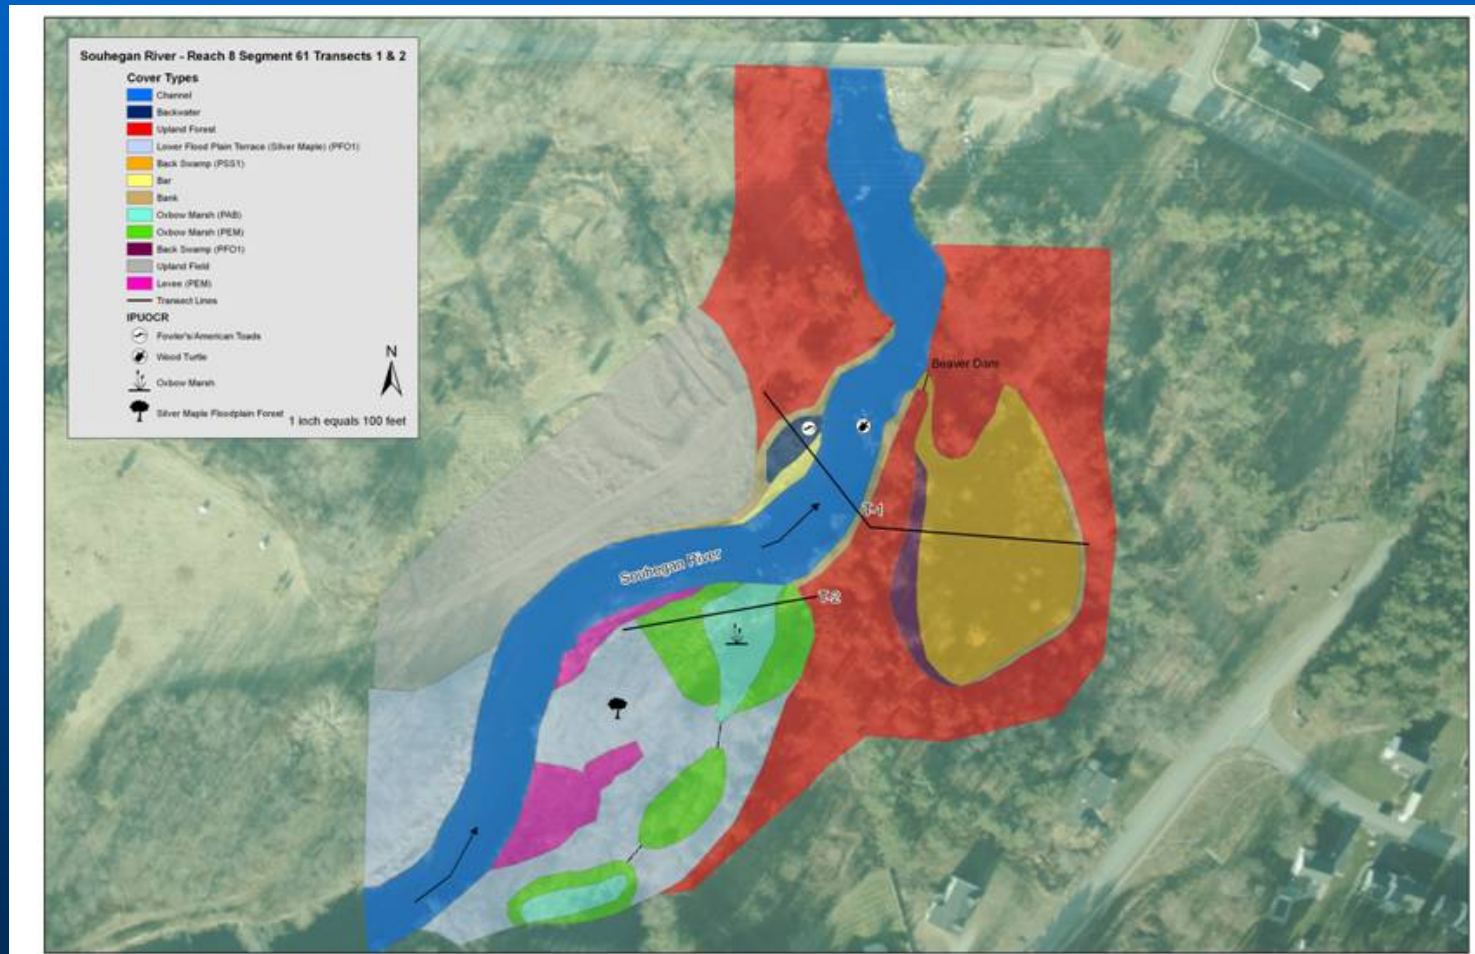 Souhegan River - Reach 8 Segment 61 Transects 1 & 2
Cover Types
Channel
Backwater
Upland Forest
Lower Flood Plain Terrace (Silver Maple) (PFO1)
Back Swamp (PSS1)
Bar
Bank
Oxbow Marsh (PAB)
Oxbow Marsh (PEM)
Back Swamp (PFO1)
Upland Field
Levee (PEM)
Transect Lines
IPUOCR
Fowler's/American Toads
Wood Turtle
Oxbow Marsh
Silver Maple Floodplain Forest
N
1 inch equals 100 feet
Beaver Dam
T-1
Souhegan River
T-2